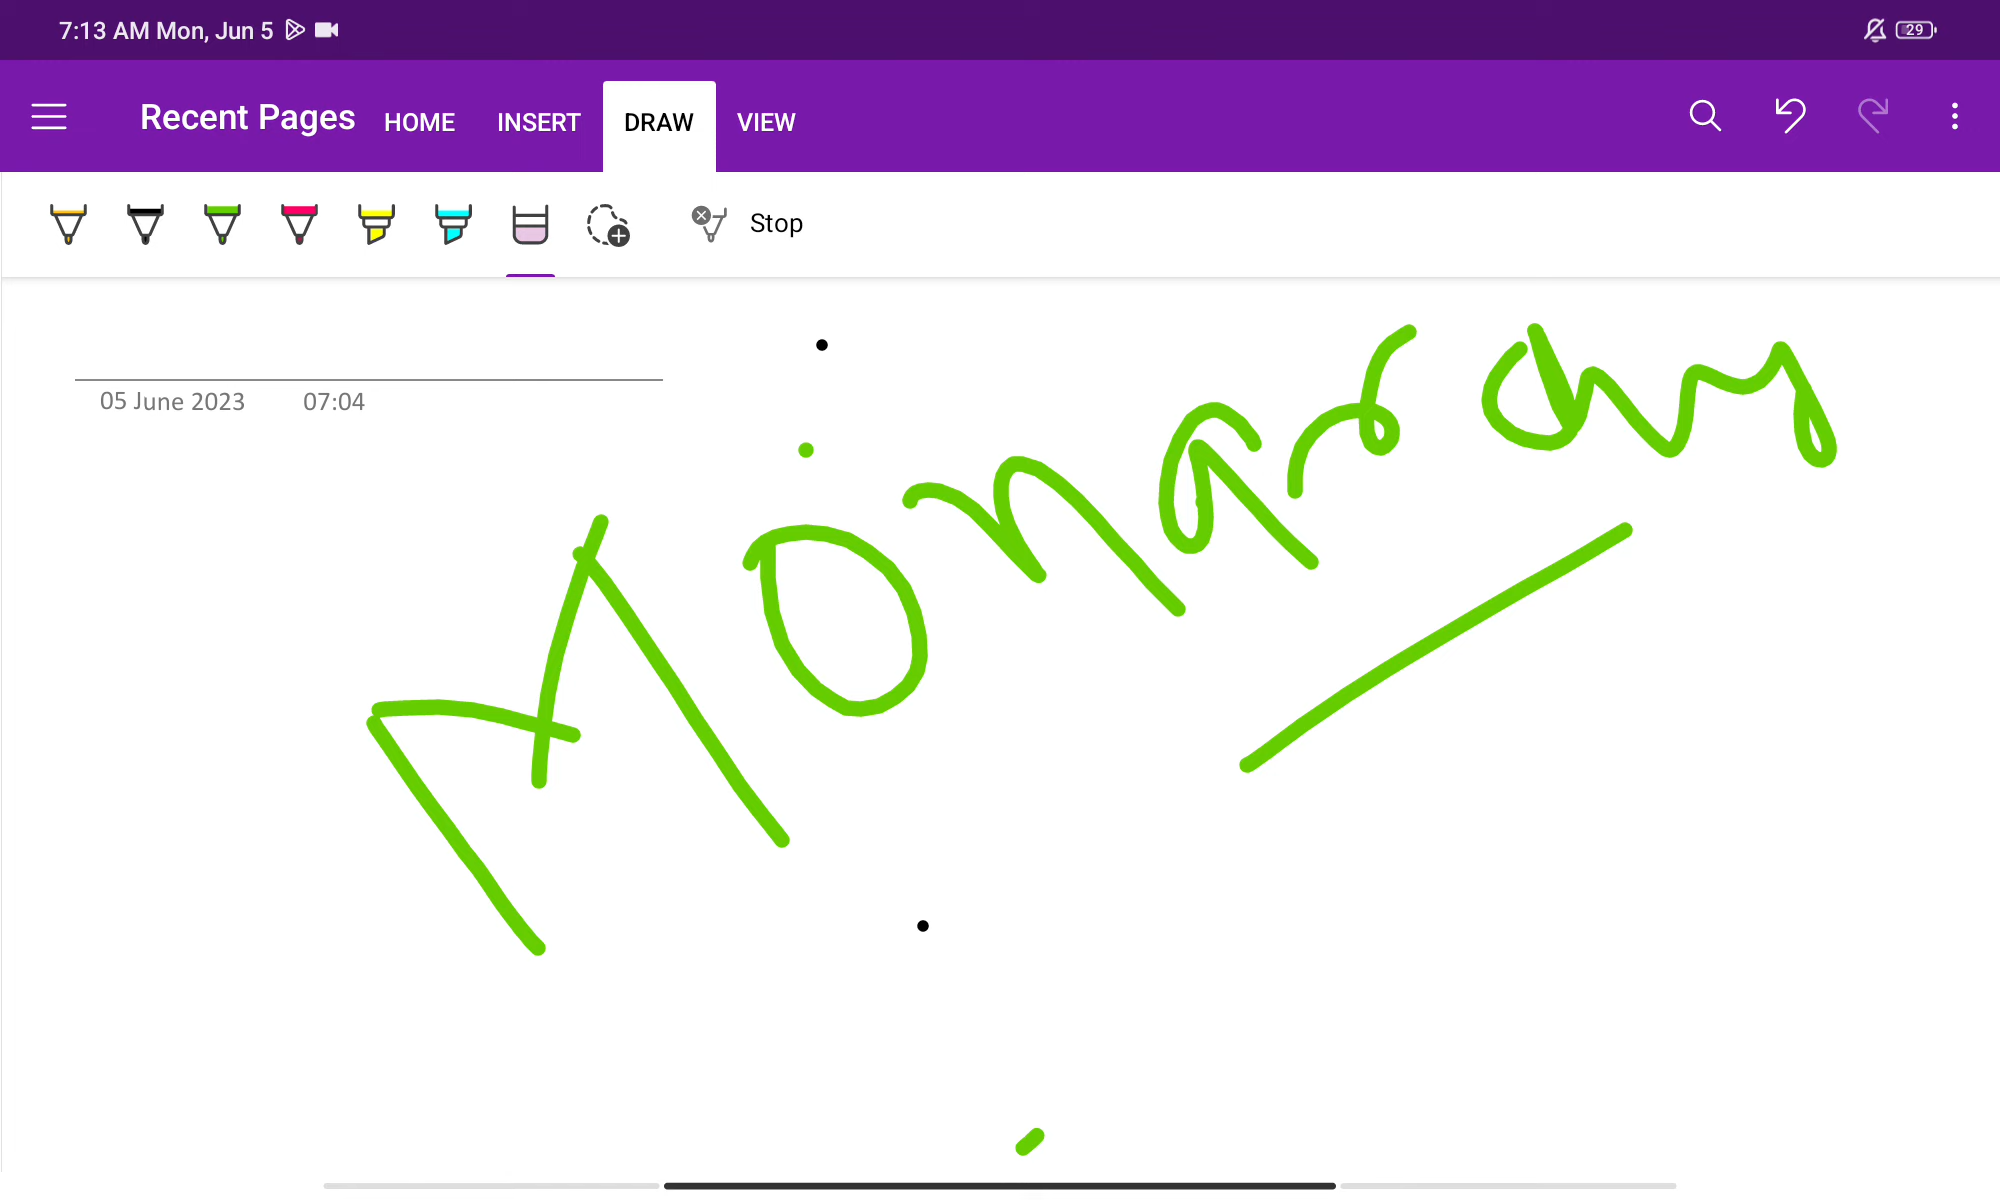 7:13 AM Mon, Jun 5 29
Recent Pages HOME INSERT DRAW VIEW
Stop
05 June 2023 07:04
Monarchy